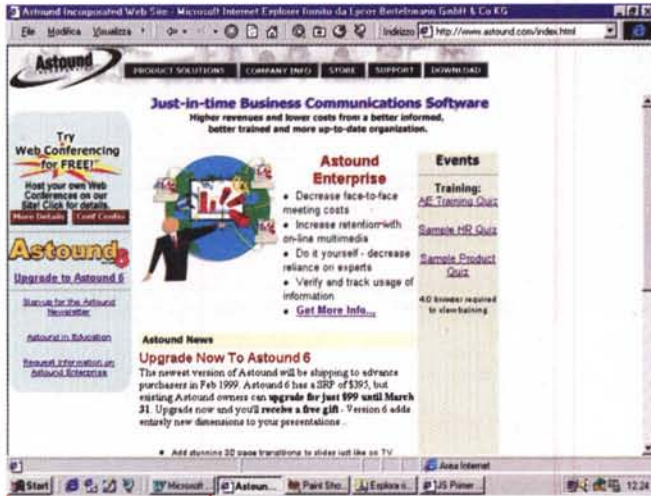 Astound Incorporated Web Site - Microsoft Internet Explorer fornito da Lycos Bertelsmann GmbH & Co KG
File Modifica Visualizza
Indirizzo http://www.astound.com/index.html
Astound
PRODUCT SOLUTIONS COMPANY INFO STORE SUPPORT DOWNLOAD
Just-in-time Business Communications Software
Higher revenues and lower costs from a better informed,
better trained and more up-to-date organization.
Try
Web Conferencing
for FREE!
Host your own Web
Conferences on our
Site! Click for details.
More Details
Astound 6
Upgrade to Astound 6
Sign-up for the Astound
Newsletter
Astound in Education
Request Information on
Astound Enterprise
Astound
Enterprise
• Decrease face-to-face
meeting costs
• Increase retention with
on-line multimedia
• Do it yourself - decrease
reliance on experts
• Verify and track usage of
information
• Get More Info...
Events
Training:
AE Training Quiz
Sample HR Quiz
Sample Product
Quiz
4.0 browser required
to view training.
Astound News
Upgrade Now To Astound 6
The newest version of Astound will be shipping to advance
purchasers in Feb 1999. Astound 6 has a SRP of $395, but
existing Astound owners can upgrade for just $99 until March
31. Upgrade now and you'll receive a free gift - Version 6 adds
entirely new dimensions to your presentations ..
• Add stunning 3D page transitions to slides just like on TV
Area Internet
Start Microsoft ... Astoun... Paint Sho... Esplora ri... JS Primer 12.24